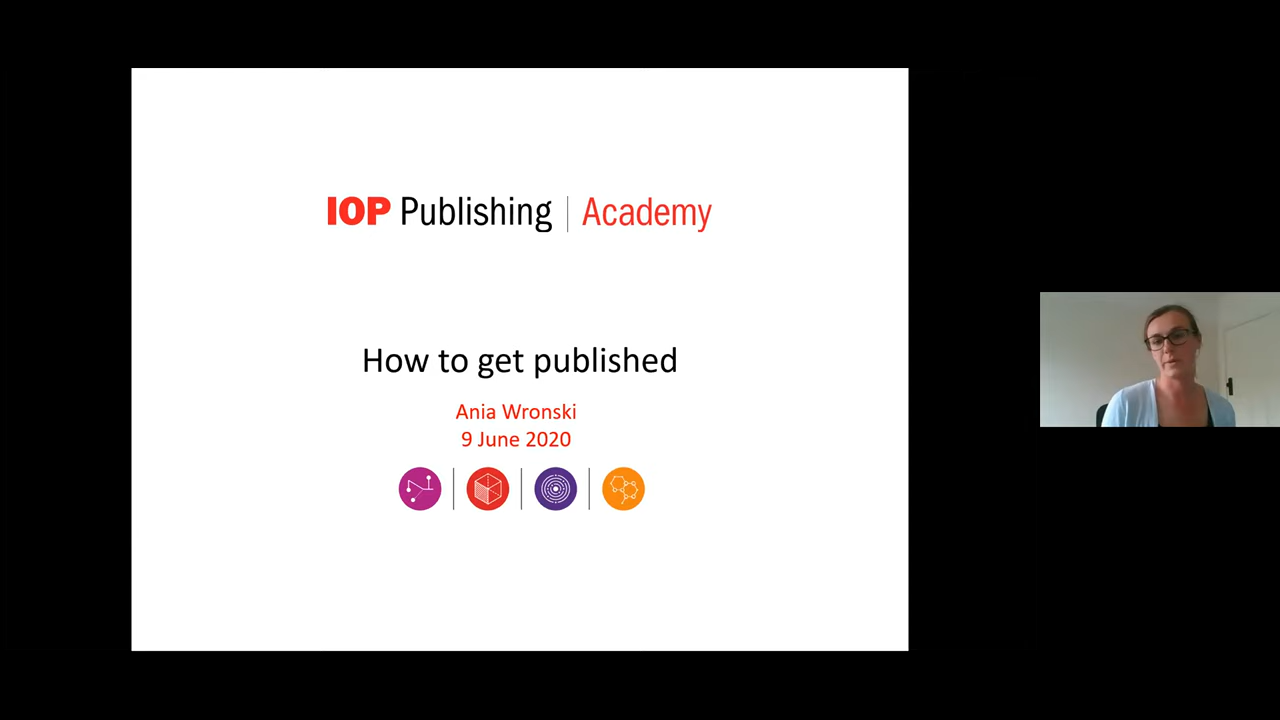 IOP Publishing | Academy
How to get published
Ania Wronski
9 June 2020